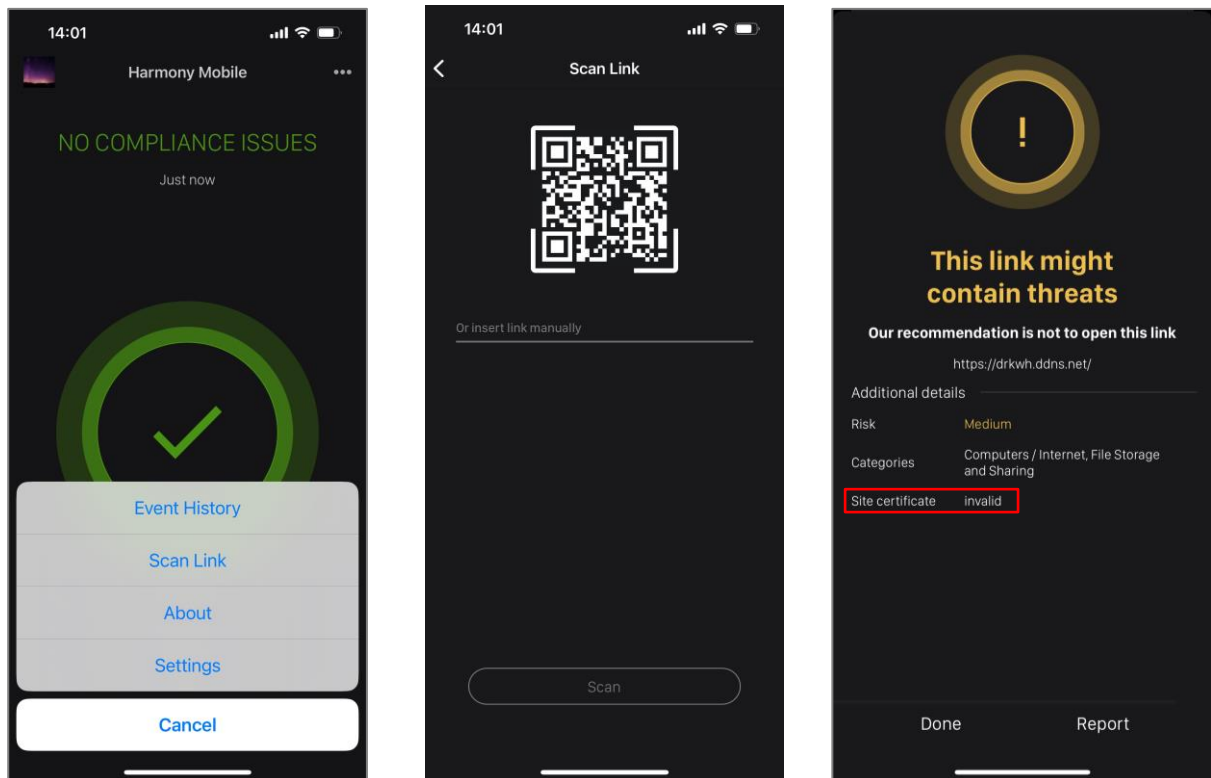 14:01
Harmony Mobile
NO COMPLIANCE ISSUES
Just now
Event History
Scan Link
About
Settings
Cancel
14:01
Scan Link
Or insert link manually
Scan
!
This link might
contain threats
Our recommendation is not to open this link
https://drkwh.ddns.net/
Additional details
Risk Medium
Categories Computers / Internet, File Storage
and Sharing
Site certificate invalid
Done Report